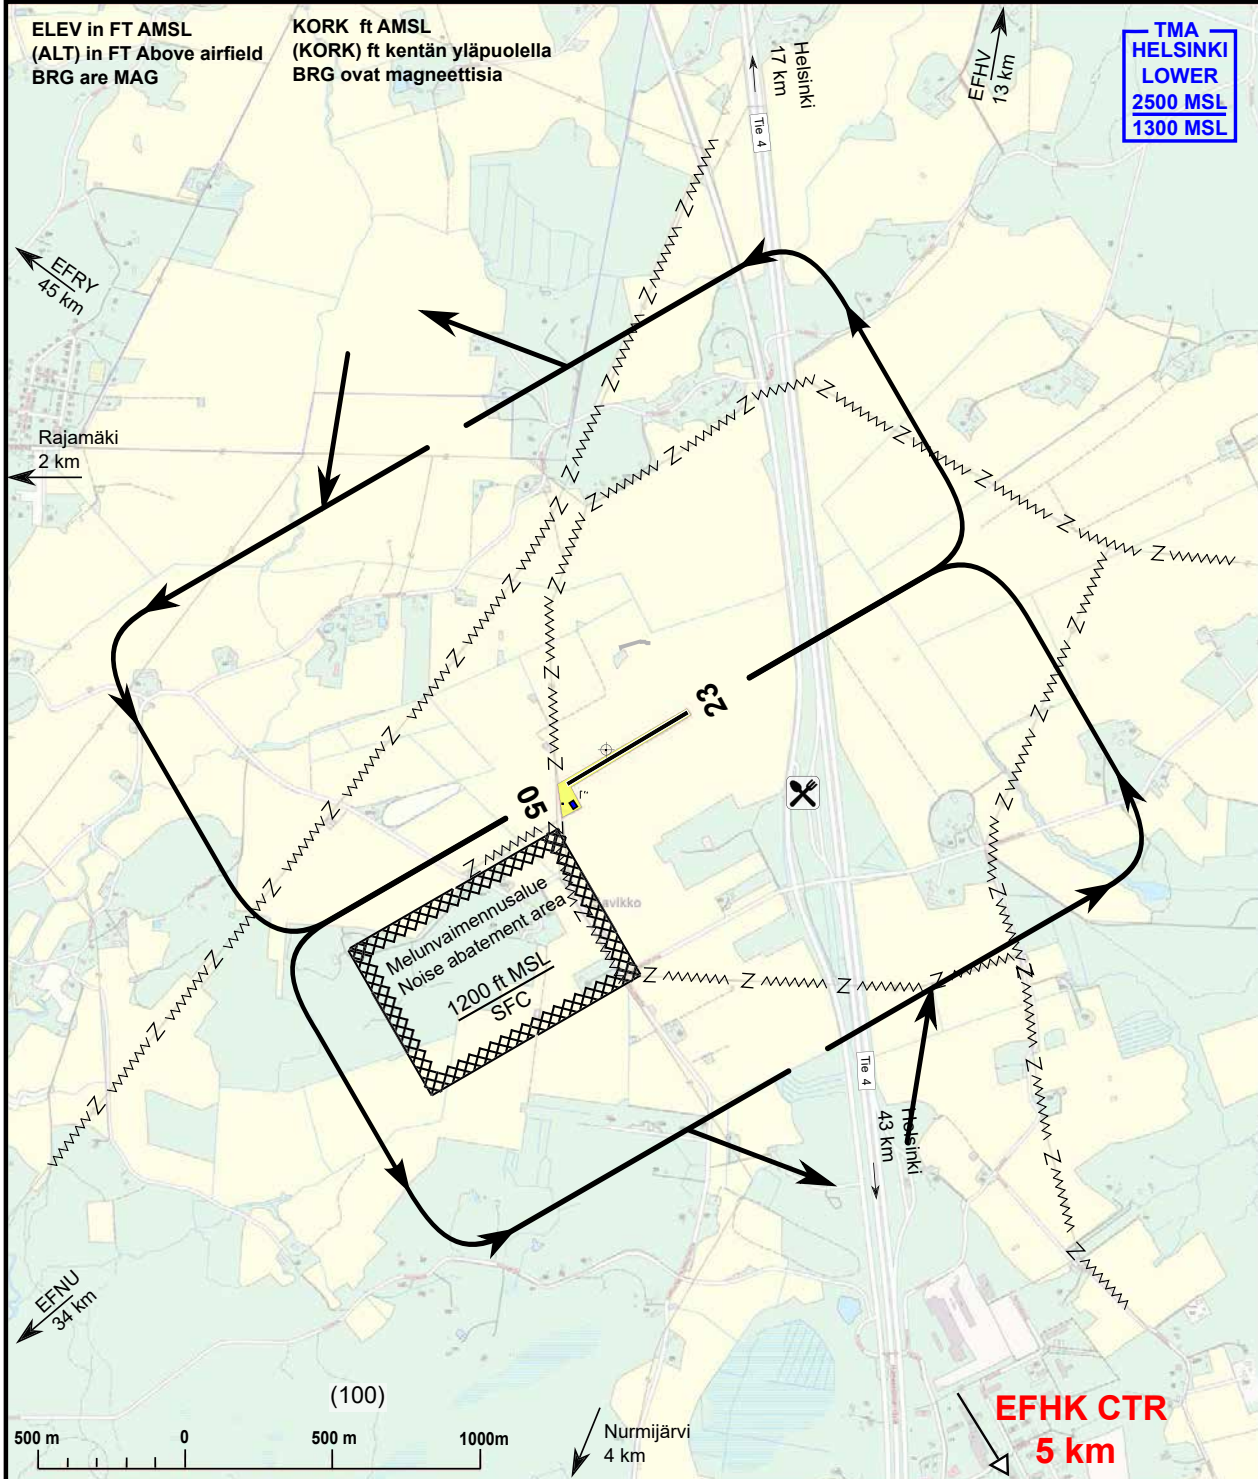 ELEV in FT AMSL
(ALT) in FT Above airfield
BRG are MAG
KORK ft AMSL
(KORK) ft kentän yläpuolella
BRG ovat magneettisia
TMA
HELSINKI
LOWER
2500 MSL
1300 MSL
Helsinki
17 km
EFHV
13 km
Tie 4
EFRY
45 km
Rajamäki
2 km
23
05
Melunvaimennusalue
Noise abatement area
1200 ft MSL
SFC
Tie 4
Helsinki
43 km
EFNU
34 km
(100)
500 m
0
500 m
1000m
Nurmijärvi
4 km
EFHK CTR
5 km